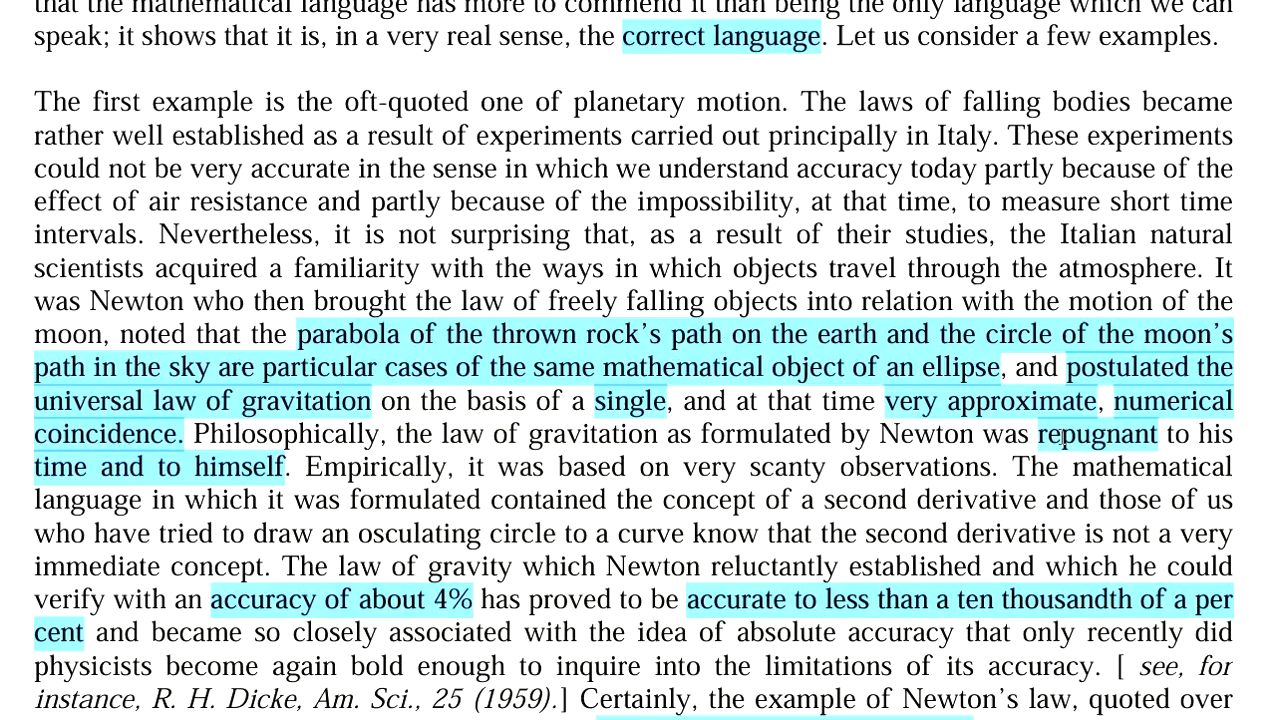 that the mathematical language has more to commend it than being the only language which we can
speak; it shows that it is, in a very real sense, the correct language. Let us consider a few examples.
The first example is the oft-quoted one of planetary motion. The laws of falling bodies became
rather well established as a result of experiments carried out principally in Italy. These experiments
could not be very accurate in the sense in which we understand accuracy today partly because of the
effect of air resistance and partly because of the impossibility, at that time, to measure short time
intervals. Nevertheless, it is not surprising that, as a result of their studies, the Italian natural
scientists acquired a familiarity with the ways in which objects travel through the atmosphere. It
was Newton who then brought the law of freely falling objects into relation with the motion of the
moon, noted that the parabola of the thrown rock's path on the earth and the circle of the moon's
path in the sky are particular cases of the same mathematical object of an ellipse, and postulated the
universal law of gravitation on the basis of a single, and at that time very approximate, numerical
coincidence. Philosophically, the law of gravitation as formulated by Newton was repugnant to his
time and to himself. Empirically, it was based on very scanty observations. The mathematical
language in which it was formulated contained the concept of a second derivative and those of us
who have tried to draw an osculating circle to a curve know that the second derivative is not a very
immediate concept. The law of gravity which Newton reluctantly established and which he could
verify with an accuracy of about 4% has proved to be accurate to less than a ten thousandth of a per
cent and became so closely associated with the idea of absolute accuracy that only recently did
physicists become again bold enough to inquire into the limitations of its accuracy. [ see, for
instance, R. H. Dicke, Am. Sci., 25 (1959).] Certainly, the example of Newton's law, quoted over